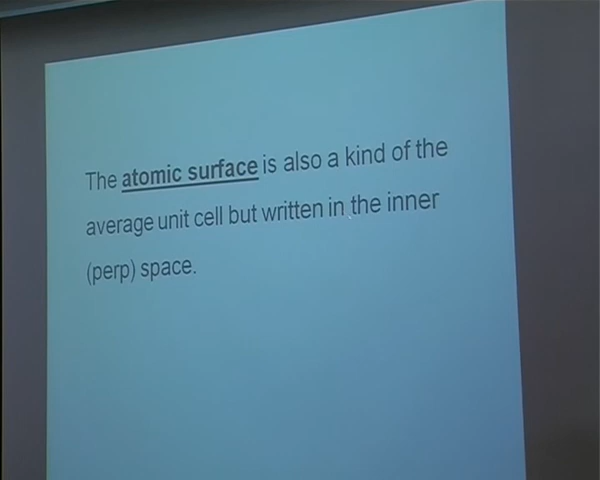 The atomic surface is also a kind of the
average unit cell but written in the inner
(perp) space.